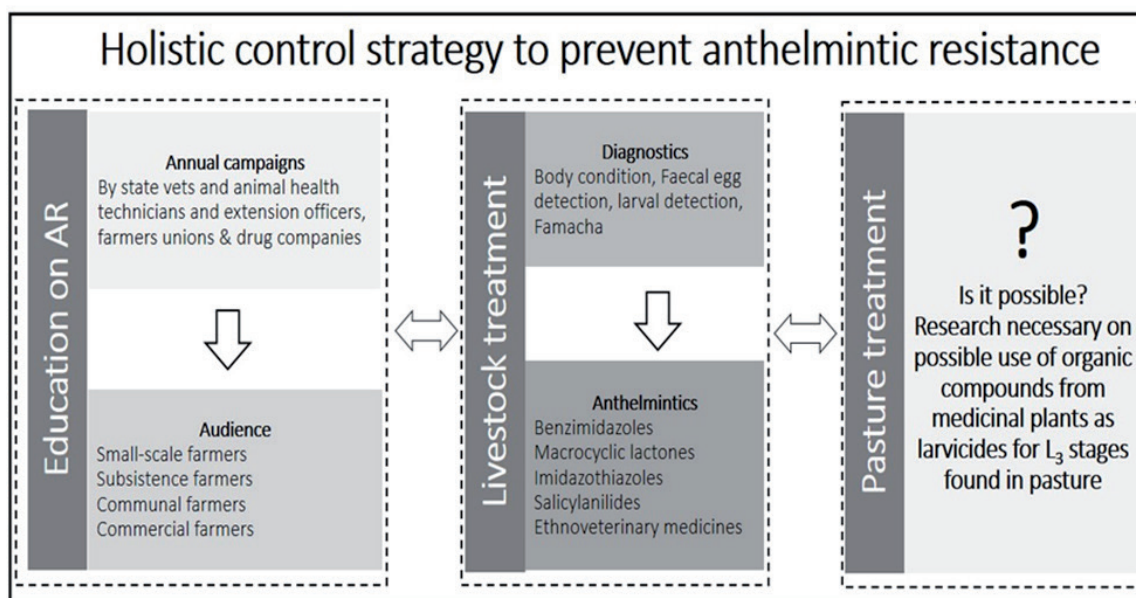 Holistic control strategy to prevent anthelmintic resistance
Education on AR
Annual campaigns
By state vets and animal health
technicians and extension officers,
farmers unions & drug companies
Audience
Small-scale farmers
Subsistence farmers
Communal farmers
Commercial farmers
Livestock treatment
Diagnostics
Body condition, Faecal egg
detection, larval detection,
Famacha
Anthelmintics
Benzimidazoles
Macrocyclic lactones
Imidazothiazoles
Salicylanilides
Ethnoveterinary medicines
Pasture treatment
?
Is it possible?
Research necessary on
possible use of organic
compounds from
medicinal plants as
larvicides for L₃ stages
found in pasture